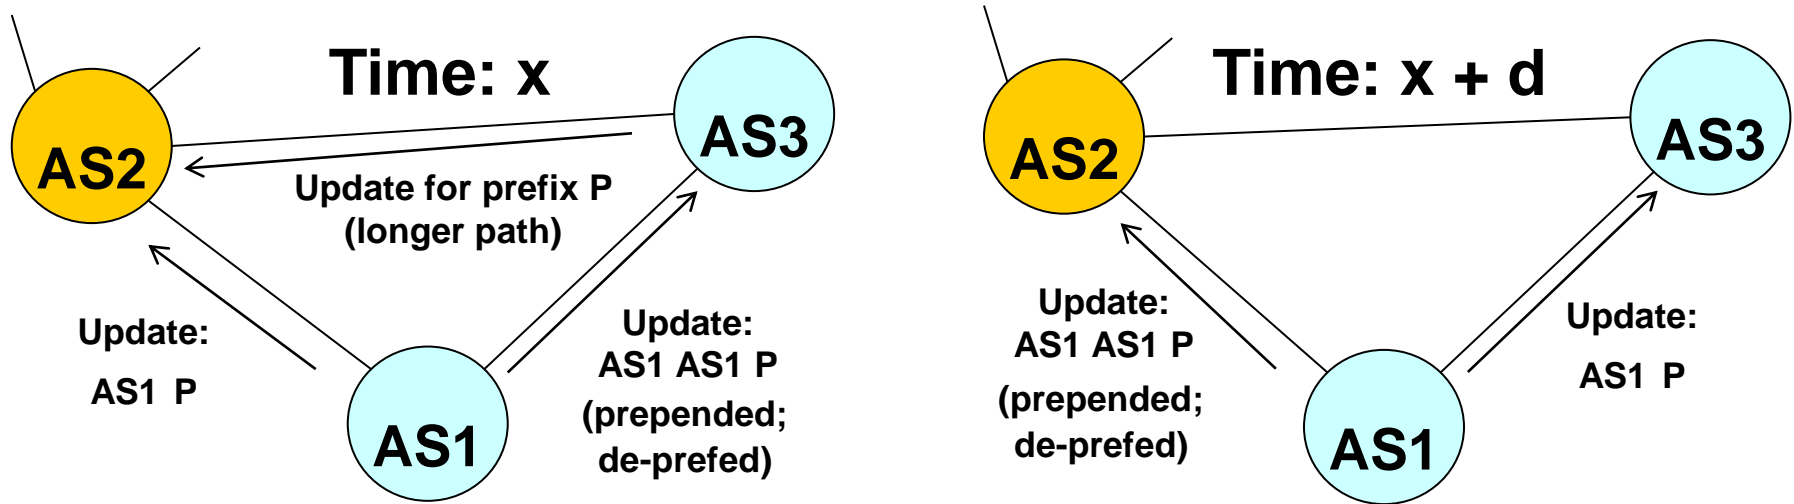 Time: x
AS2
AS3
Update for prefix P
(longer path)
Update:
AS1 P
Update:
AS1 AS1 P
(prepended;
de-prefed)
AS1
Time: x + d
AS2
AS3
Update:
AS1 AS1 P
(prepended;
de-prefed)
Update:
AS1 P
AS1